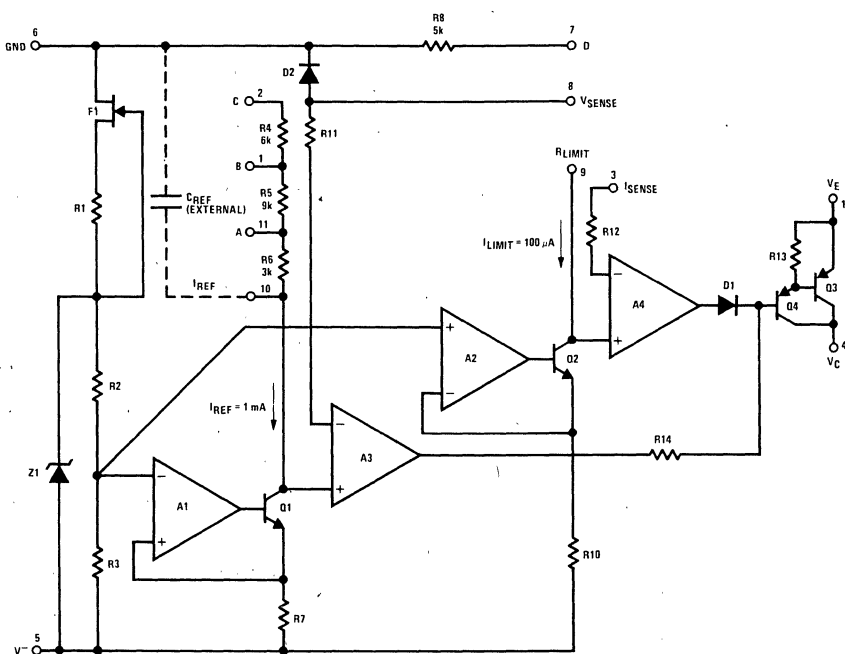 R8
5k
6
GND
7
D
D2
8
VSENSE
C
2
F1
R4
6k
R11
B
1
RLIMIT
9
3
ISENSE
VE
1
R1
CREF
(EXTERNAL)
R5
9k
A
11
R6
3k
ILIMIT = 100 µA
R12
R13
IREF
10
−
D1
Q4
Q3
A4
+
+
A2
Q2
4
VC
R2
−
IREF = 1 mA
−
A3
R14
Z1
−
+
A1
Q1
R3
+
R10
R7
5
V−